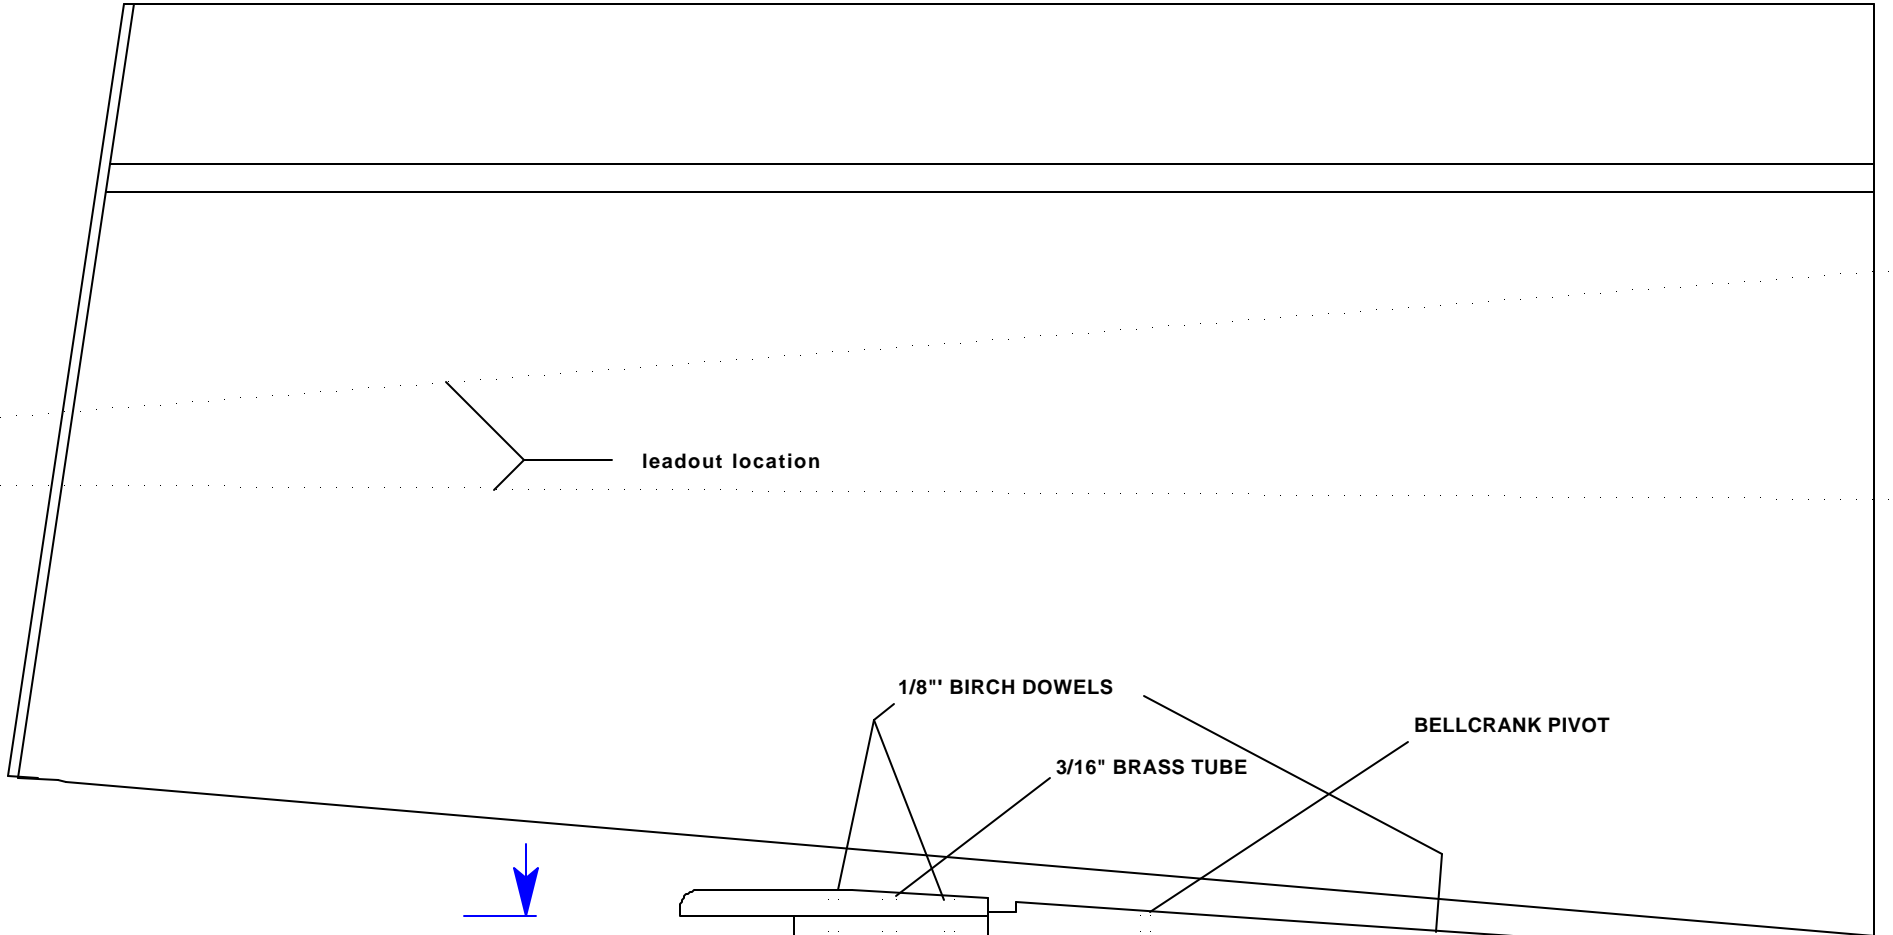 leadout location
1/8"' BIRCH DOWELS
BELLCRANK PIVOT
3/16" BRASS TUBE